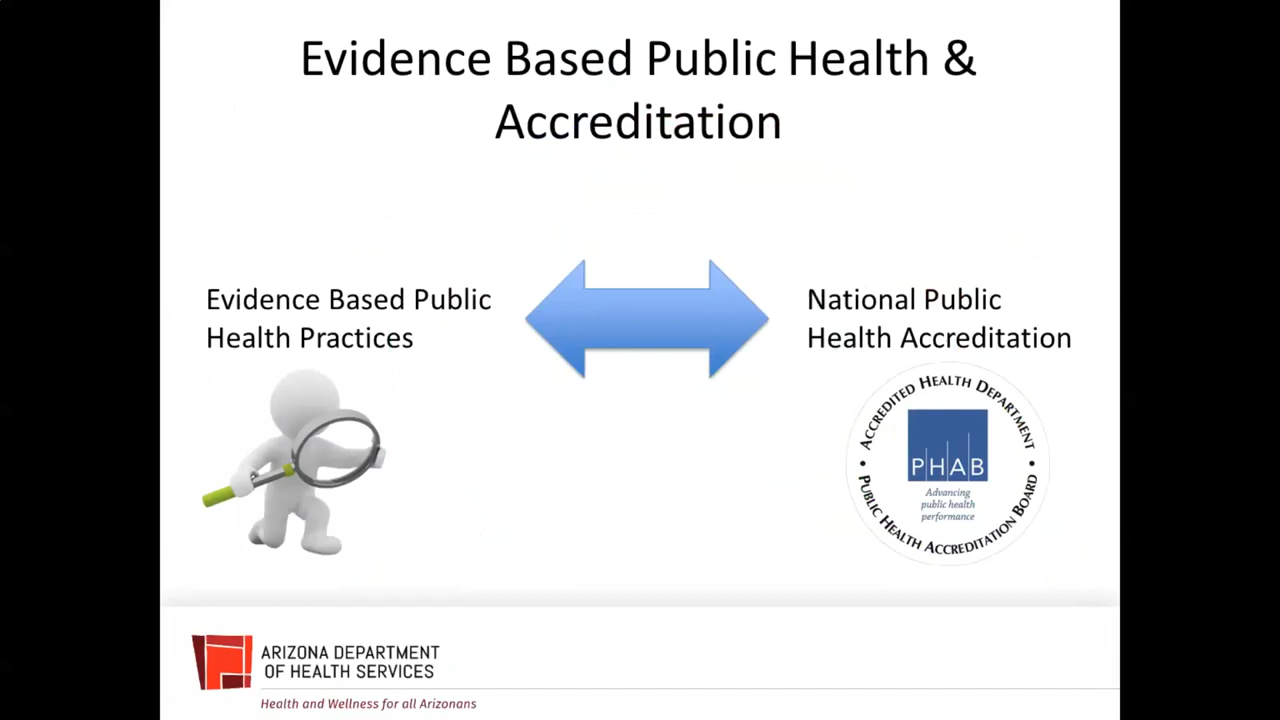 Evidence Based Public Health &
Accreditation
Evidence Based Public
Health Practices
National Public
Health Accreditation
ACCREDITED HEALTH DEPARTMENT
PHAB
Advancing
public health
performance
• PUBLIC HEALTH ACCREDITATION BOARD •
ARIZONA DEPARTMENT
OF HEALTH SERVICES
Health and Wellness for all Arizonans